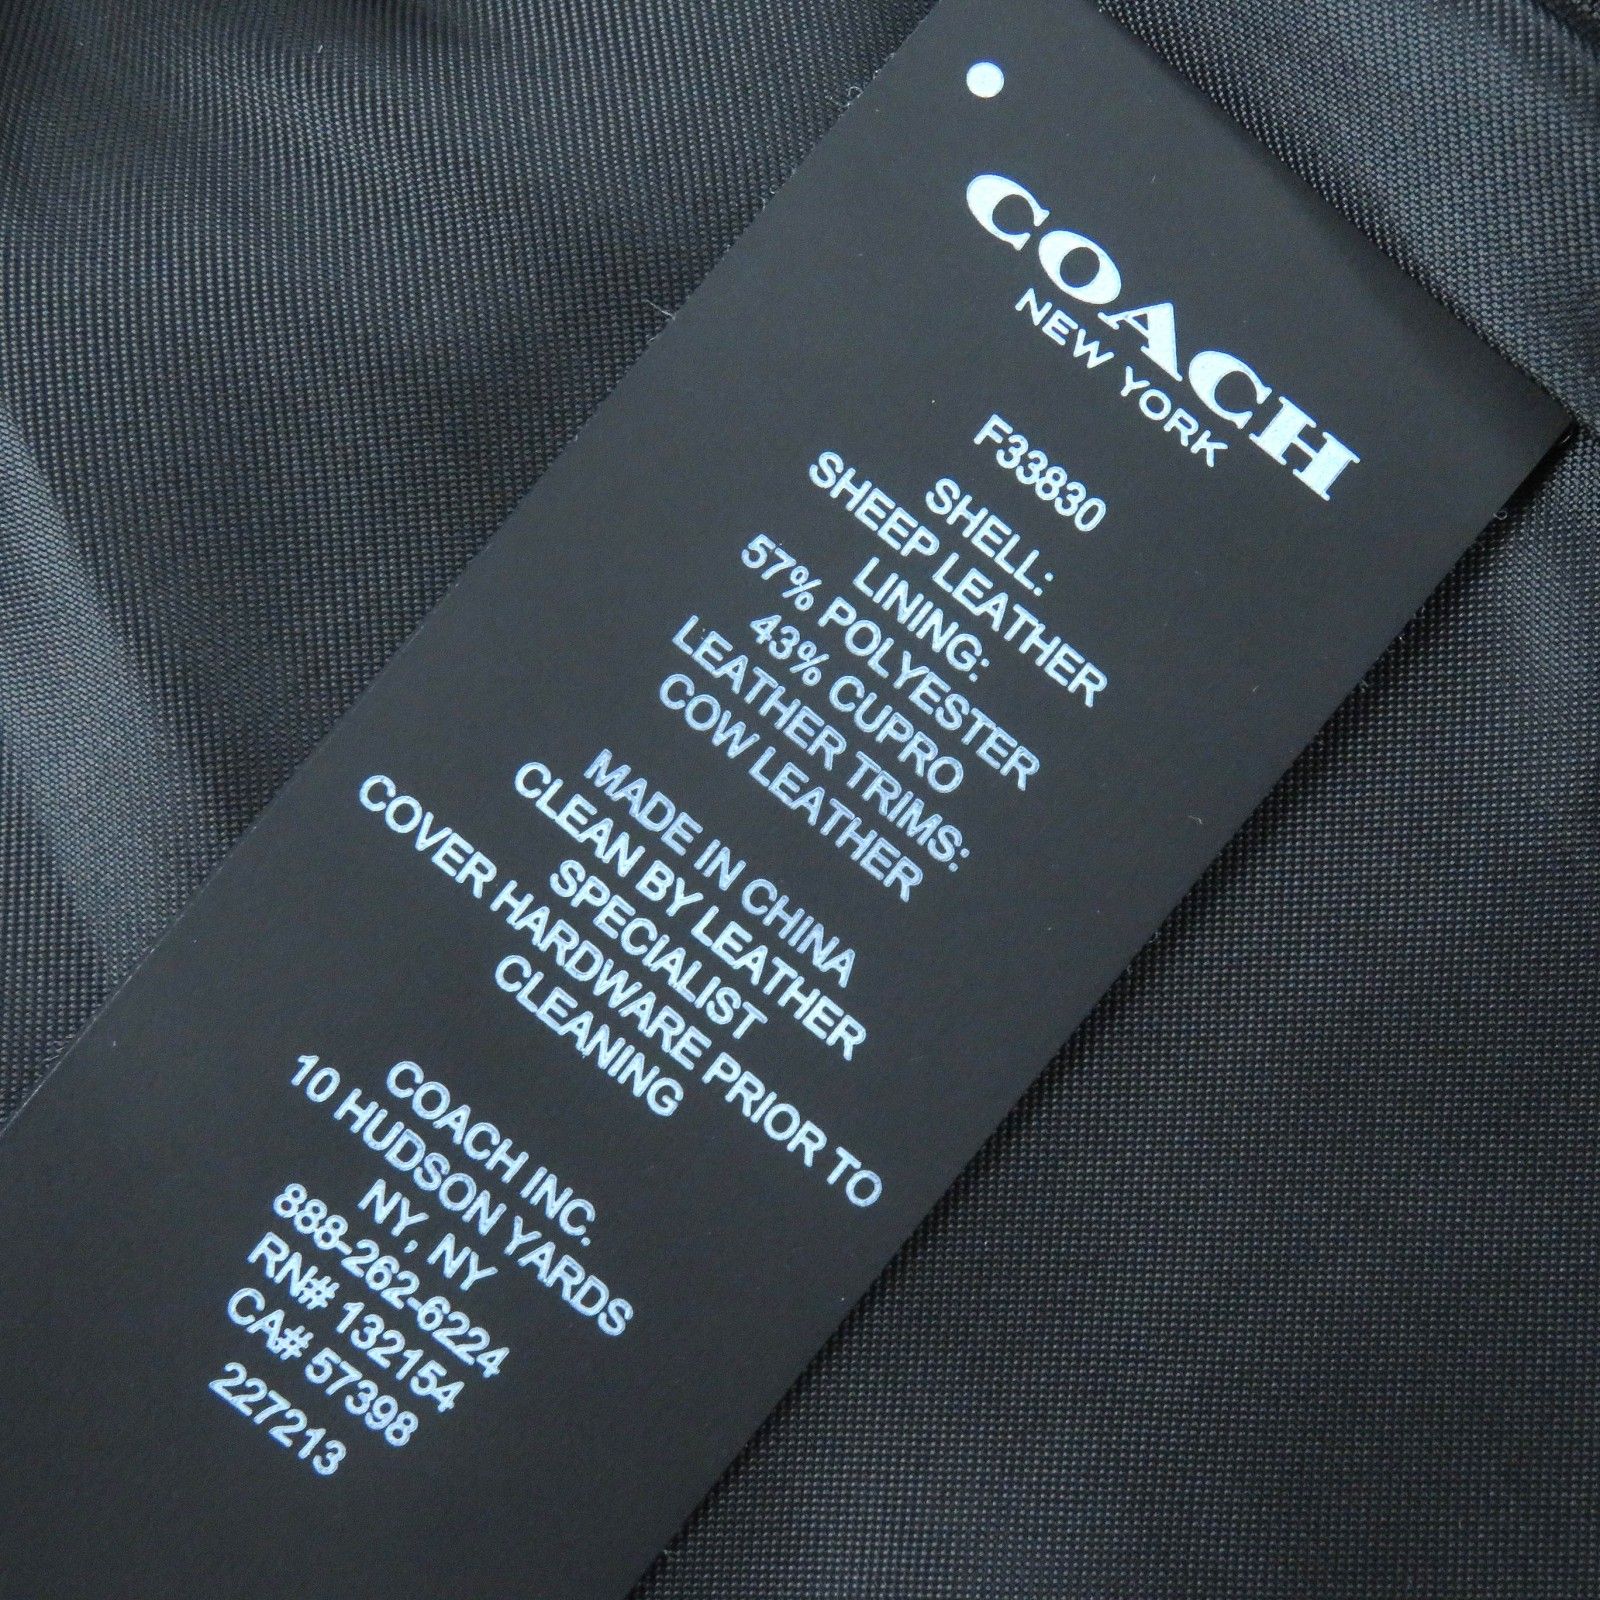 COACH
NEW YORK
F33830
SHELL:
SHEEP LEATHER
LINING:
57% POLYESTER
43% CUPRO
LEATHER TRIMS:
COW LEATHER
MADE IN CHINA
CLEAN BY LEATHER
SPECIALIST
COVER HARDWARE PRIOR TO
CLEANING
COACH INC.
10 HUDSON YARDS
NY, NY
888-262-6224
RN# 132154
CA# 57398
227213